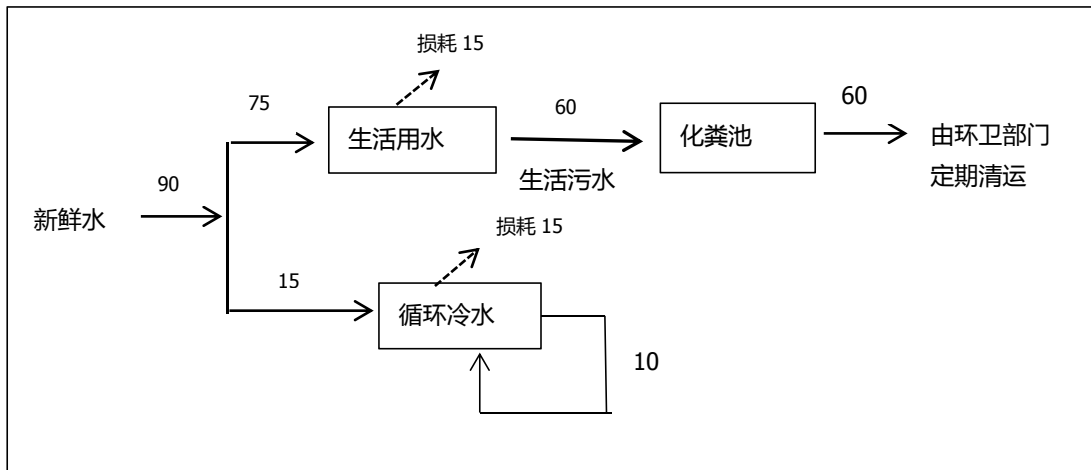 损耗 15
75
生活用水
60
生活污水
化粪池
60
由环卫部门
定期清运
新鲜水
90
损耗 15
15
循环冷水
10